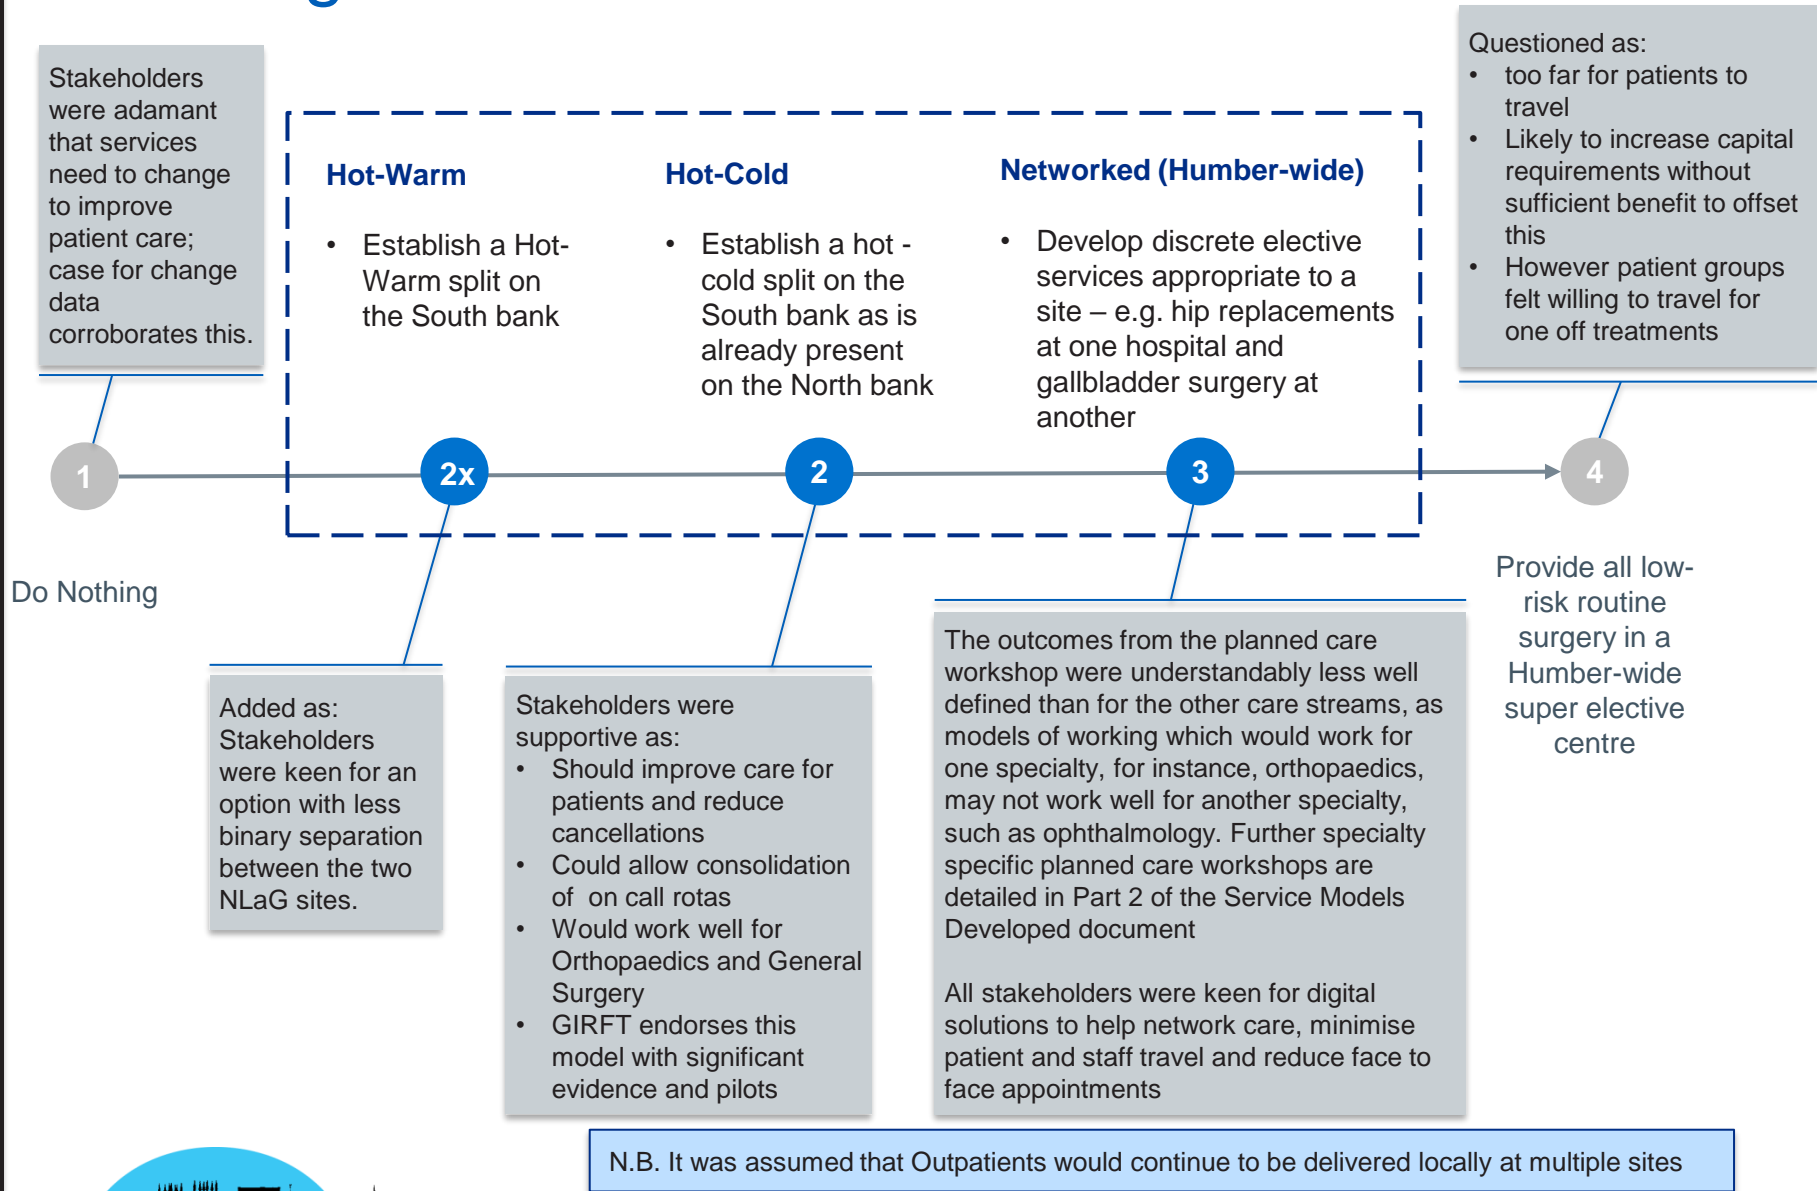 Stakeholders
were adamant
that services
need to change
to improve
patient care;
case for change
data
corroborates this.
Hot-Warm
• Establish a Hot-
Warm split on
the South bank
Hot-Cold
• Establish a hot -
cold split on the
South bank as is
already present
on the North bank
Networked (Humber-wide)
• Develop discrete elective
services appropriate to a
site – e.g. hip replacements
at one hospital and
gallbladder surgery at
another
Questioned as:
• too far for patients to
travel
• Likely to increase capital
requirements without
sufficient benefit to offset
this
• However patient groups
felt willing to travel for
one off treatments
1
2x
2
3
4
Do Nothing
Provide all low-
risk routine
surgery in a
Humber-wide
super elective
centre
Added as:
Stakeholders
were keen for an
option with less
binary separation
between the two
NLaG sites.
Stakeholders were
supportive as:
• Should improve care for
patients and reduce
cancellations
• Could allow consolidation
of on call rotas
• Would work well for
Orthopaedics and General
Surgery
• GIRFT endorses this
model with significant
evidence and pilots
The outcomes from the planned care
workshop were understandably less well
defined than for the other care streams, as
models of working which would work for
one specialty, for instance, orthopaedics,
may not work well for another specialty,
such as ophthalmology. Further specialty
specific planned care workshops are
detailed in Part 2 of the Service Models
Developed document
All stakeholders were keen for digital
solutions to help network care, minimise
patient and staff travel and reduce face to
face appointments
N.B. It was assumed that Outpatients would continue to be delivered locally at multiple sites